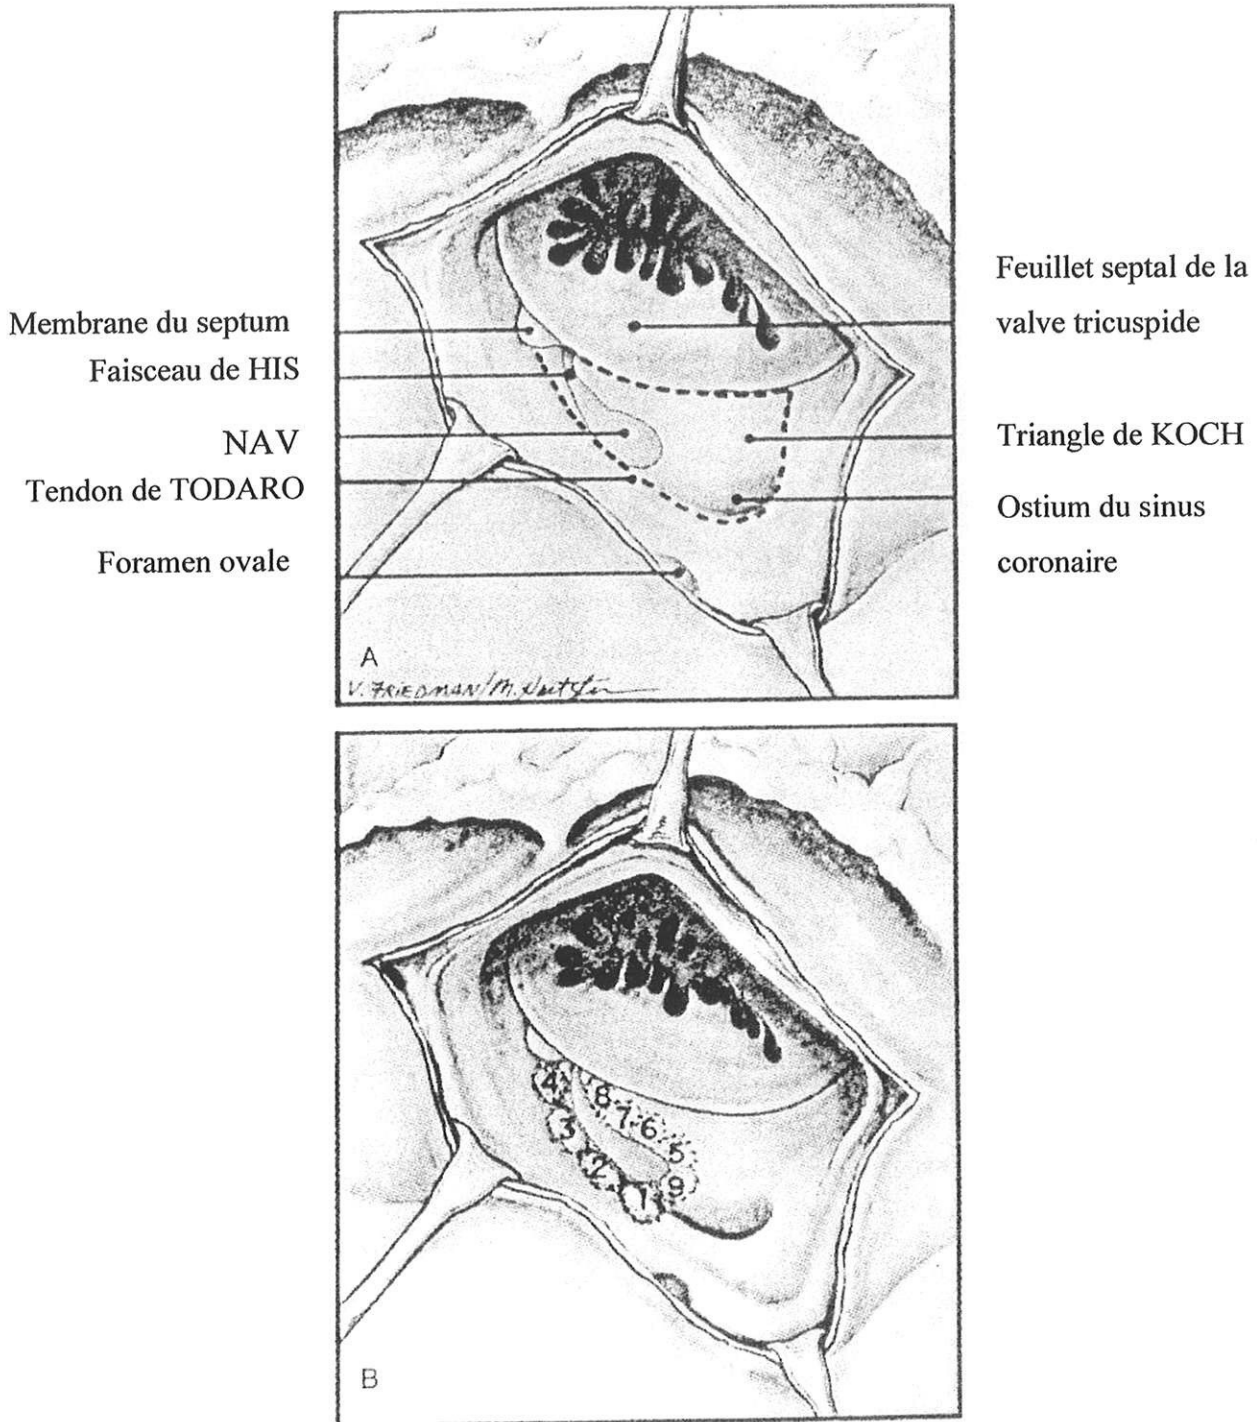 Membrane du septum
Faisceau de HIS
NAV
Tendon de TODARO
Foramen ovale
Feuillet septal de la
valve tricuspide
Triangle de KOCH
Ostium du sinus
coronaire
A
V. FRIEDMAN/M.
4
8
7
6
3
5
2
9
1
B